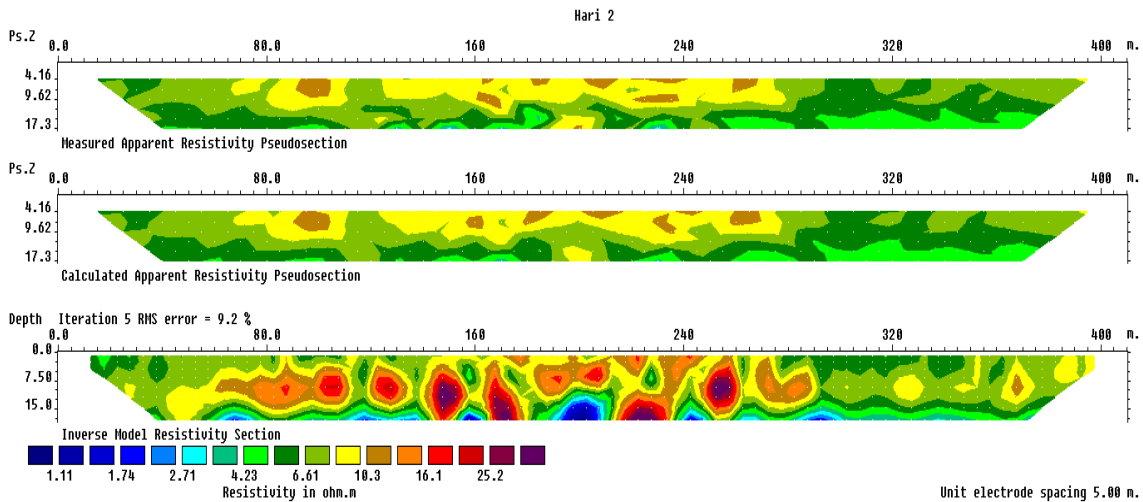 Hari 2
Ps.Z 0.0 80.0 160 240 320 400 m.
4.16
9.62
17.3
Measured Apparent Resistivity Pseudosection
Ps.Z 0.0 80.0 160 240 320 400 m.
4.16
9.62
17.3
Calculated Apparent Resistivity Pseudosection
Depth Iteration 5 RMS error = 9.2 %
0.0 80.0 160 240 320 400 m.
0.0
7.50
15.0
Inverse Model Resistivity Section
1.11 1.74 2.71 4.23 6.61 10.3 16.1 25.2
Resistivity in ohm.m
Unit electrode spacing 5.00 m.